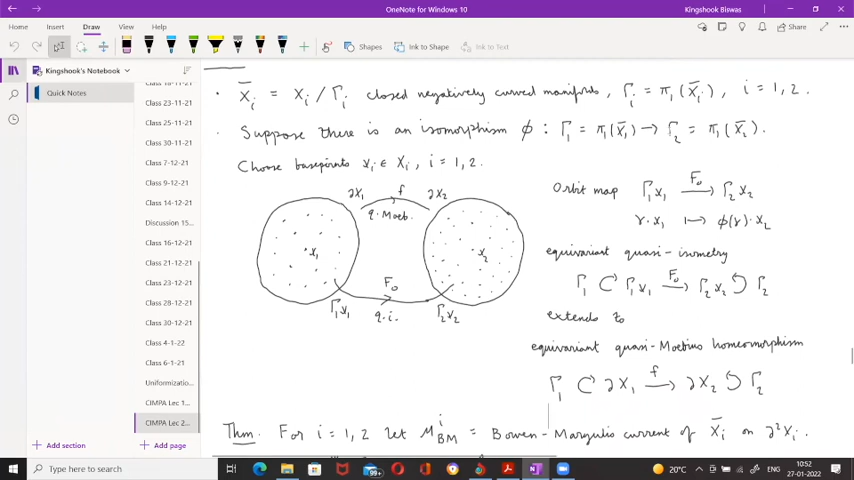 OneNote for Windows 10
Kingshook Biswas
Home Insert Draw View Help
Share
Shapes Ink to Shape Ink to Text
Kingshook's Notebook
Quick Notes
Class 23-11-21
Class 25-11-21
Class 30-11-21
Class 7-12-21
Class 9-12-21
Class 14-12-21
Discussion 15...
Class 16-12-21
Class 21-12-21
Class 23-12-21
Class 28-12-21
Class 30-12-21
Class 4-1-22
Class 6-1-21
Uniformizatio...
CIMPA Lec 1...
CIMPA Lec 2...
Add section Add page
· X̄ᵢ = Xᵢ / Γᵢ closed negatively curved manifolds, Γᵢ = π₁(X̄ᵢ), i = 1, 2.
· Suppose there is an isomorphism ϕ : Γ₁ = π₁(X̄₁) → Γ₂ = π₁(X̄₂).
Choose basepoints xᵢ ∈ Xᵢ, i = 1, 2.
∂X₁ f ∂X₂
q. Moeb.
x₁ x₂
F₀
Γ₁x₁ q.i. Γ₂x₂
Orbit map Γ₁x₁ F₀→ Γ₂x₂
γ·x₁ ↦ ϕ(γ)·x₂
equivariant quasi-isometry
Γ₁ ↻ Γ₁x₁ F₀→ Γ₂x₂ ↺ Γ₂
extends to
equivariant quasi-Moebius homeomorphism
Γ₁ ↻ ∂X₁ f→ ∂X₂ ↺ Γ₂
Thm. For i = 1, 2 let μⁱ_BM = Bowen-Margulis current of X̄ᵢ on ∂²Xᵢ.
Type here to search
99+
20°C
ENG
10:52
27-01-2022